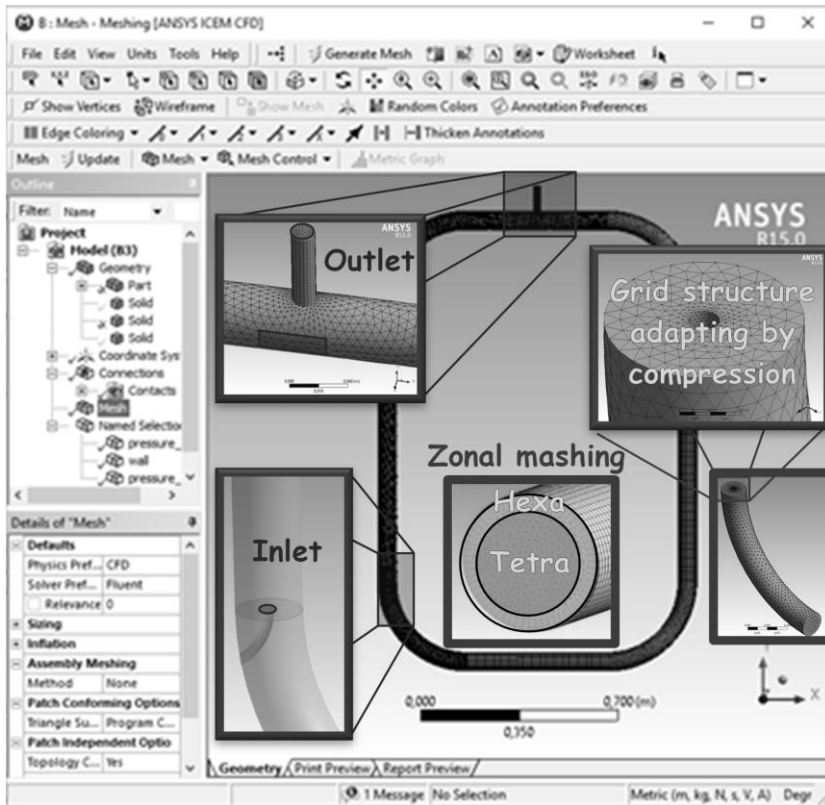 B : Mesh - Meshing [ANSYS ICEM CFD]
File Edit View Units Tools Help Generate Mesh Worksheet
Show Vertices Wireframe Show Mesh Random Colors Annotation Preferences
Edge Coloring Thicken Annotations
Mesh Update Mesh Mesh Control Metric Graph
Outline
Filter: Name
Project
Model (B3)
Geometry
Part
Solid
Solid
Solid
Coordinate Sys
Connections
Contacts
Mesh
Named Selectio
pressure_
wall
pressure_
Details of "Mesh"
Defaults
Physics Pref... CFD
Solver Pref... Fluent
Relevance 0
Sizing
Inflation
Assembly Meshing
Method None
Patch Conforming Options
Triangle Su... Program C...
Patch Independent Optio
Topology C... Yes
ANSYS
R15.0
ANSYS
R15.0
Outlet
ANSYS
Grid structure
adapting by
compression
Zonal mashing
Hexa
Tetra
Inlet
0,000 0,700 (m)
0,350
X
Geometry Print Preview Report Preview
1 Message No Selection Metric (m, kg, N, s, V, A) Degr